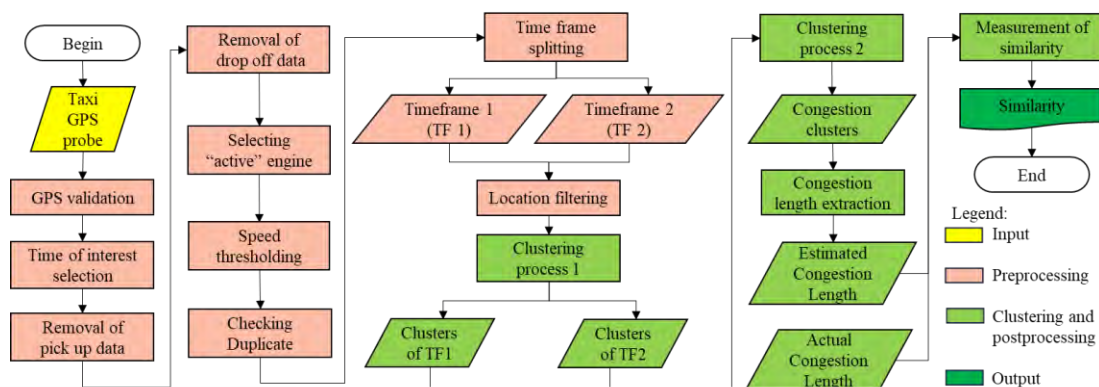 Begin
Taxi
GPS
probe
GPS validation
Time of interest
selection
Removal of
pick up data
Removal of
drop off data
Selecting
“active” engine
Speed
thresholding
Checking
Duplicate
Time frame
splitting
Timeframe 1
(TF 1)
Timeframe 2
(TF 2)
Location filtering
Clustering
process 1
Clusters
of TF1
Clusters
of TF2
Clustering
process 2
Congestion
clusters
Congestion
length extraction
Estimated
Congestion
Length
Actual
Congestion
Length
Measurement of
similarity
Similarity
End
Legend:
Input
Preprocessing
Clustering and
postprocessing
Output